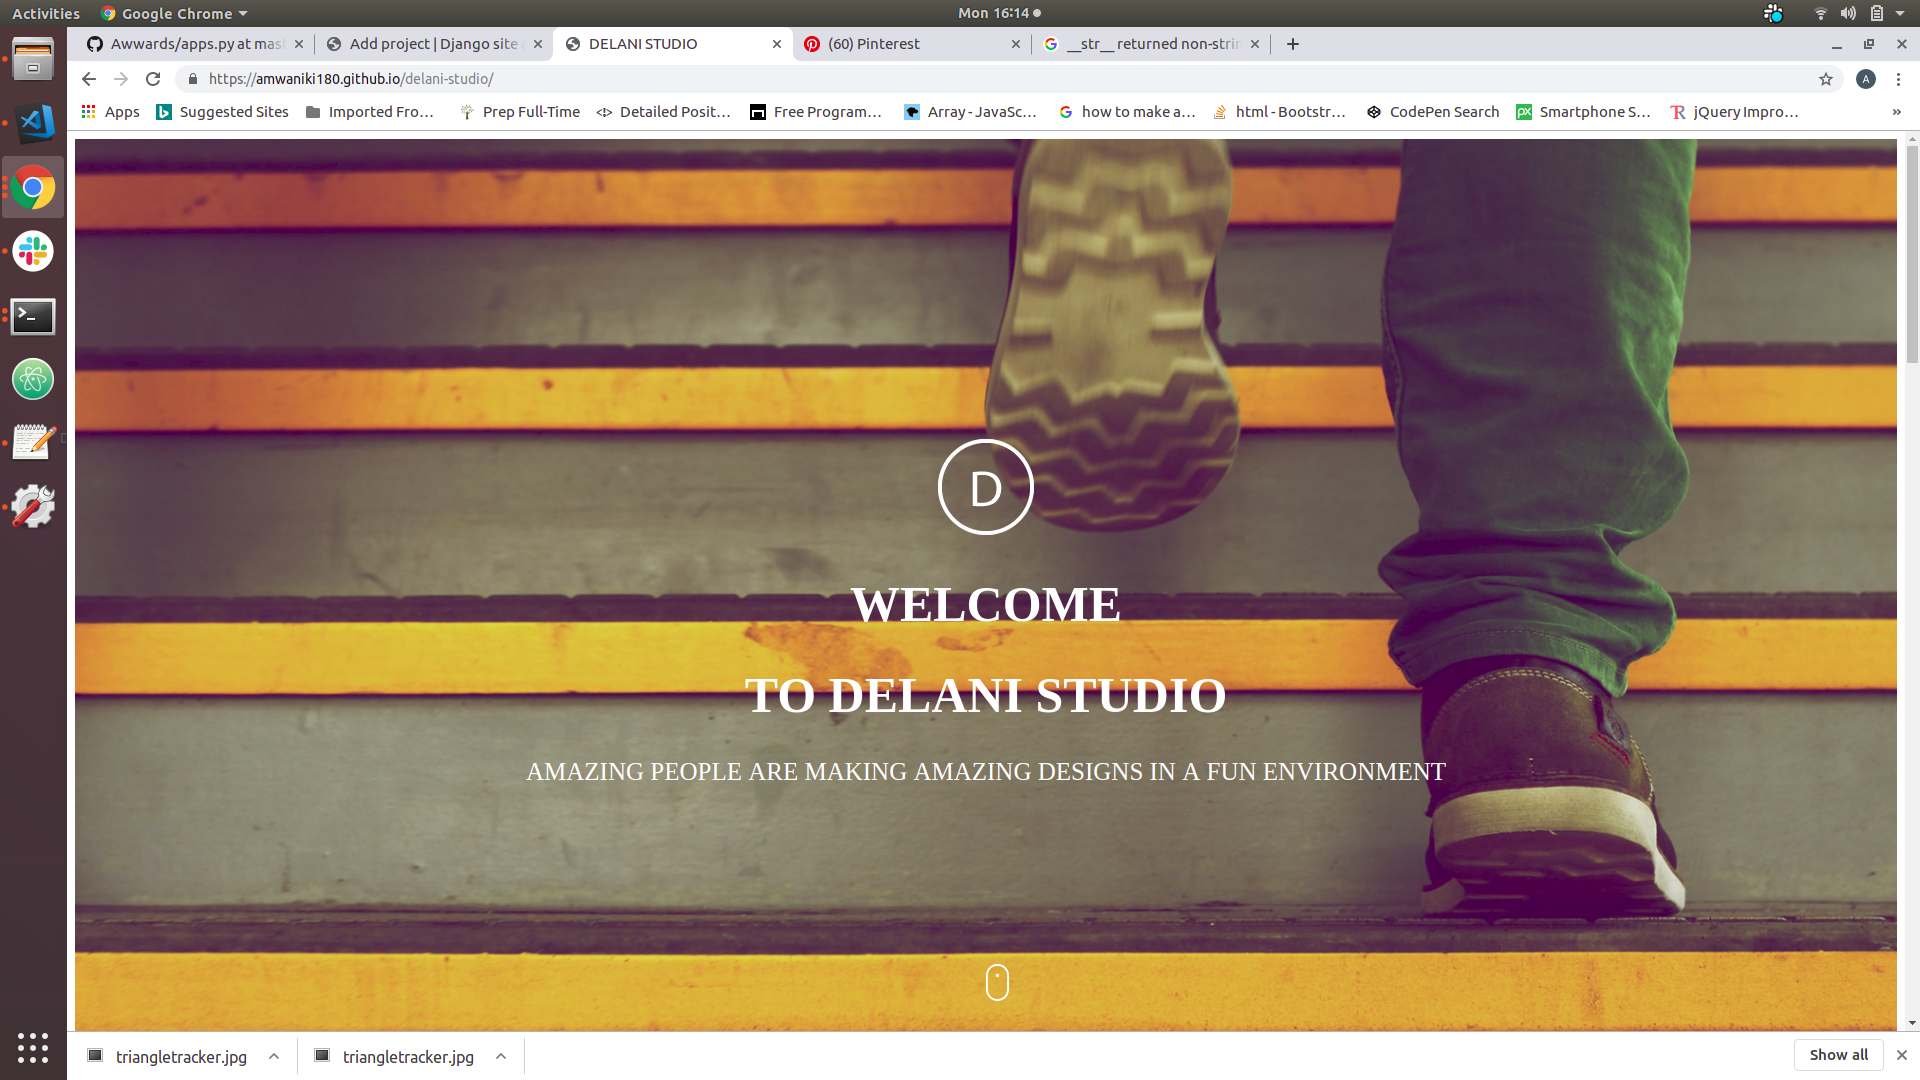 Activities
Google Chrome
Mon 16:14
Awwards/apps.py at mast
Add project | Django site a
DELANI STUDIO
(60) Pinterest
__str__ returned non-strin
https://amwaniki180.github.io/delani-studio/
A
Apps
Suggested Sites
Imported Fro...
Prep Full-Time
Detailed Posit...
Free Program...
Array - JavaSc...
how to make a...
html - Bootstr...
CodePen Search
Smartphone S...
jQuery Impro...
»
D
WELCOME
TO DELANI STUDIO
AMAZING PEOPLE ARE MAKING AMAZING DESIGNS IN A FUN ENVIRONMENT
triangletracker.jpg
triangletracker.jpg
Show all